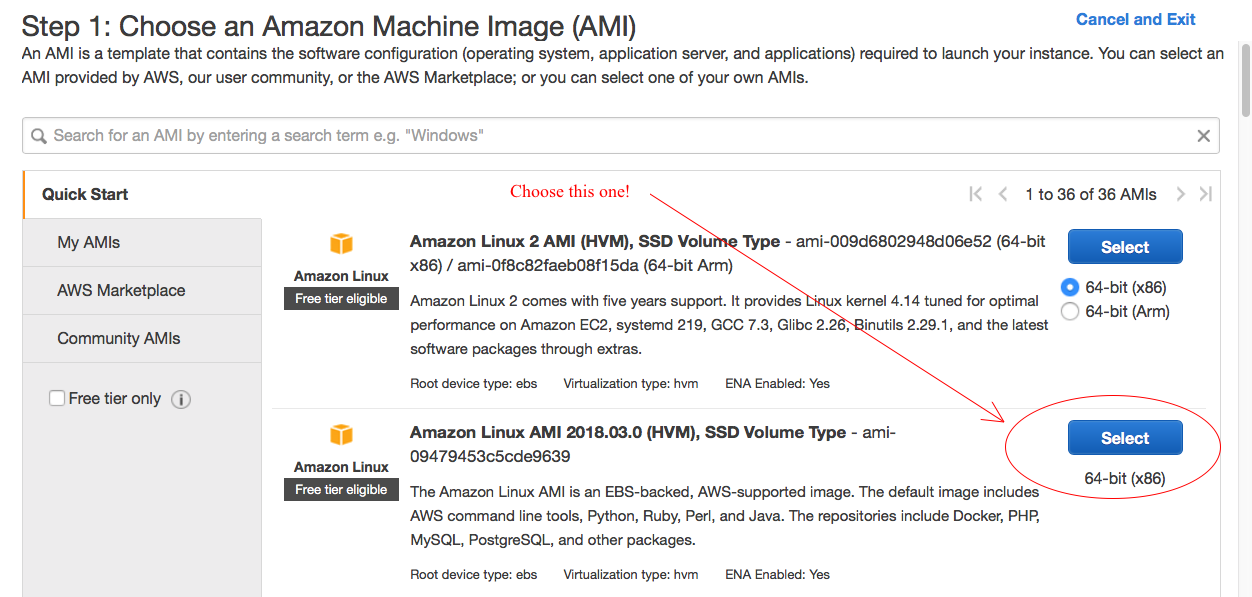 Step 1: Choose an Amazon Machine Image (AMI)
Cancel and Exit
An AMI is a template that contains the software configuration (operating system, application server, and applications) required to launch your instance. You can select an
AMI provided by AWS, our user community, or the AWS Marketplace; or you can select one of your own AMIs.
Search for an AMI by entering a search term e.g. "Windows"
Quick Start
My AMIs
AWS Marketplace
Community AMIs
Free tier only
Choose this one!
1 to 36 of 36 AMIs
Amazon Linux
Free tier eligible
Amazon Linux 2 AMI (HVM), SSD Volume Type - ami-009d6802948d06e52 (64-bit
x86) / ami-0f8c82faeb08f15da (64-bit Arm)
Amazon Linux 2 comes with five years support. It provides Linux kernel 4.14 tuned for optimal
performance on Amazon EC2, systemd 219, GCC 7.3, Glibc 2.26, Binutils 2.29.1, and the latest
software packages through extras.
Root device type: ebs Virtualization type: hvm ENA Enabled: Yes
Select
64-bit (x86)
64-bit (Arm)
Amazon Linux
Free tier eligible
Amazon Linux AMI 2018.03.0 (HVM), SSD Volume Type - ami-
09479453c5cde9639
The Amazon Linux AMI is an EBS-backed, AWS-supported image. The default image includes
AWS command line tools, Python, Ruby, Perl, and Java. The repositories include Docker, PHP,
MySQL, PostgreSQL, and other packages.
Root device type: ebs Virtualization type: hvm ENA Enabled: Yes
Select
64-bit (x86)